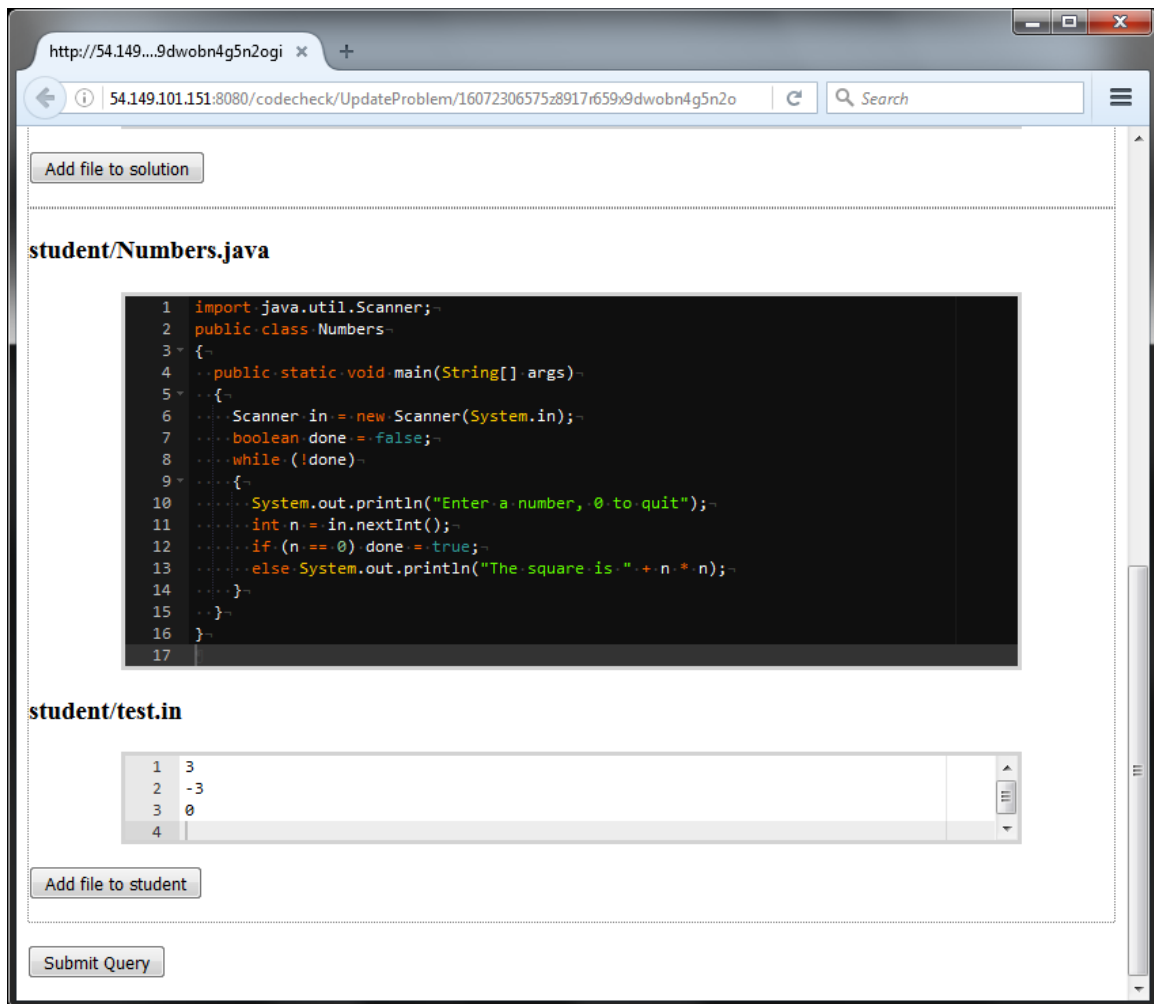 http://54.149....9dwobn4g5n2ogi × +
54.149.101.151:8080/codecheck/UpdateProblem/16072306575z8917r659x9dwobn4g5n2o Search
Add file to solution
student/Numbers.java
1 import java.util.Scanner;
2 public class Numbers
3 {
4   public static void main(String[] args)
5   {
6     Scanner in = new Scanner(System.in);
7     boolean done = false;
8     while (!done)
9     {
10       System.out.println("Enter a number, 0 to quit");
11       int n = in.nextInt();
12       if (n == 0) done = true;
13       else System.out.println("The square is " + n * n);
14     }
15   }
16 }
17
student/test.in
1 3
2 -3
3 0
4
Add file to student
Submit Query